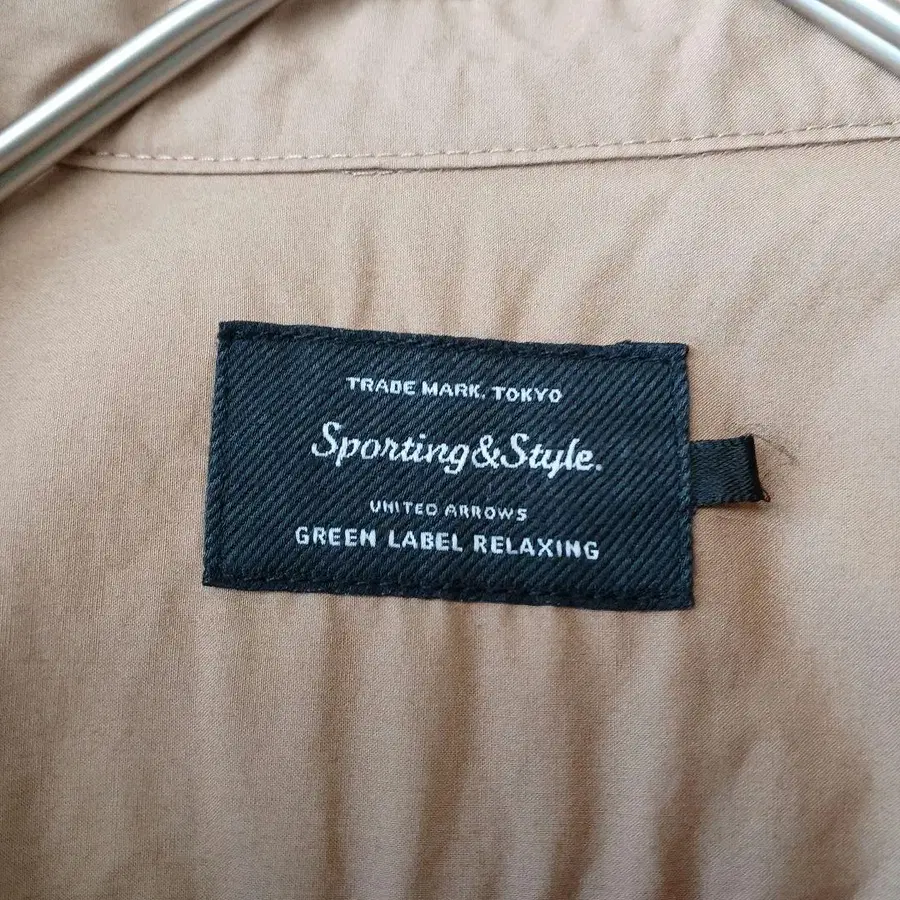 TRADE MARK. TOKYO
Sporting&Style.
UNITED ARROWS
GREEN LABEL RELAXING